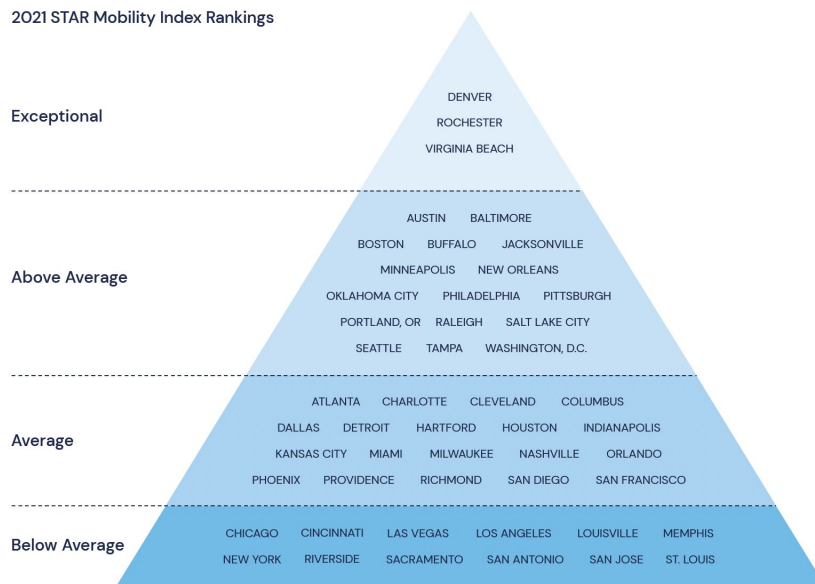 2021 STAR Mobility Index Rankings
Exceptional
DENVER
ROCHESTER
VIRGINIA BEACH
Above Average
AUSTIN BALTIMORE
BOSTON BUFFALO JACKSONVILLE
MINNEAPOLIS NEW ORLEANS
OKLAHOMA CITY PHILADELPHIA PITTSBURGH
PORTLAND, OR RALEIGH SALT LAKE CITY
SEATTLE TAMPA WASHINGTON, D.C.
Average
ATLANTA CHARLOTTE CLEVELAND COLUMBUS
DALLAS DETROIT HARTFORD HOUSTON INDIANAPOLIS
KANSAS CITY MIAMI MILWAUKEE NASHVILLE ORLANDO
PHOENIX PROVIDENCE RICHMOND SAN DIEGO SAN FRANCISCO
Below Average
CHICAGO CINCINNATI LAS VEGAS LOS ANGELES LOUISVILLE MEMPHIS
NEW YORK RIVERSIDE SACRAMENTO SAN ANTONIO SAN JOSE ST. LOUIS